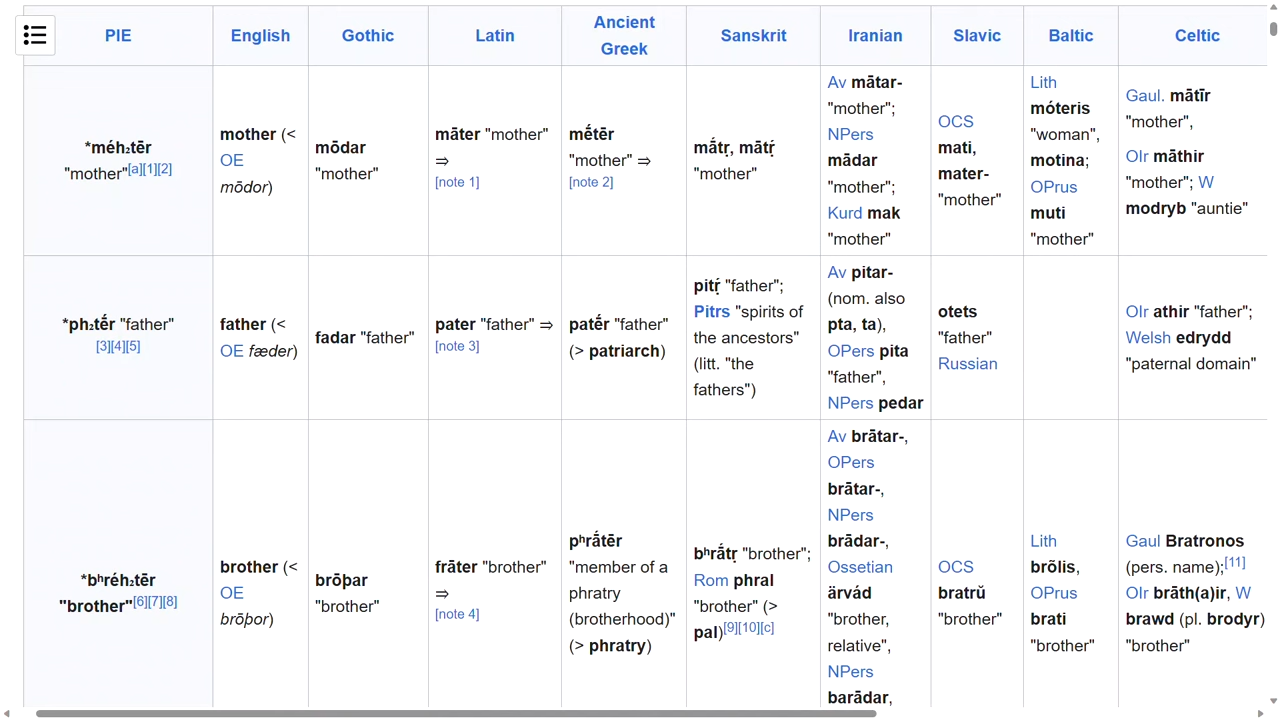 PIE
English
Gothic
Latin
Ancient
Greek
Sanskrit
Iranian
Slavic
Baltic
Celtic
*méh₂tēr
"mother"[a][1][2]
mother (<
OE
mōdor)
mōdar
"mother"
māter "mother"
⇒
[note 1]
mḗtēr
"mother" ⇒
[note 2]
mā́tṛ, mātṛ́
"mother"
Av mātar-
"mother";
NPers
mādar
"mother";
Kurd mak
"mother"
OCS
mati,
mater-
"mother"
Lith
móteris
"woman",
motina;
OPrus
muti
"mother"
Gaul. mātīr
"mother",
OIr māthir
"mother"; W
modryb "auntie"
*ph₂tḗr "father"
[3][4][5]
father (<
OE fæder)
fadar "father"
pater "father" ⇒
[note 3]
patḗr "father"
(> patriarch)
pitṛ́ "father";
Pitrs "spirits of
the ancestors"
(litt. "the
fathers")
Av pitar-
(nom. also
pta, ta),
OPers pita
"father",
NPers pedar
otets
"father"
Russian
OIr athir "father";
Welsh edrydd
"paternal domain"
*bʰréh₂tēr
"brother"[6][7][8]
brother (<
OE
brōþor)
brōþar
"brother"
frāter "brother"
⇒
[note 4]
pʰrā́tēr
"member of a
phratry
(brotherhood)"
(> phratry)
bʰrā́tṛ "brother";
Rom phral
"brother" (>
pal)[9][10][c]
Av brātar-,
OPers
brātar-,
NPers
brādar-,
Ossetian
ärvád
"brother,
relative",
NPers
barādar,
OCS
bratrŭ
"brother"
Lith
brõlis,
OPrus
brati
"brother"
Gaul Bratronos
(pers. name);[11]
OIr brāth(a)ir, W
brawd (pl. brodyr)
"brother"